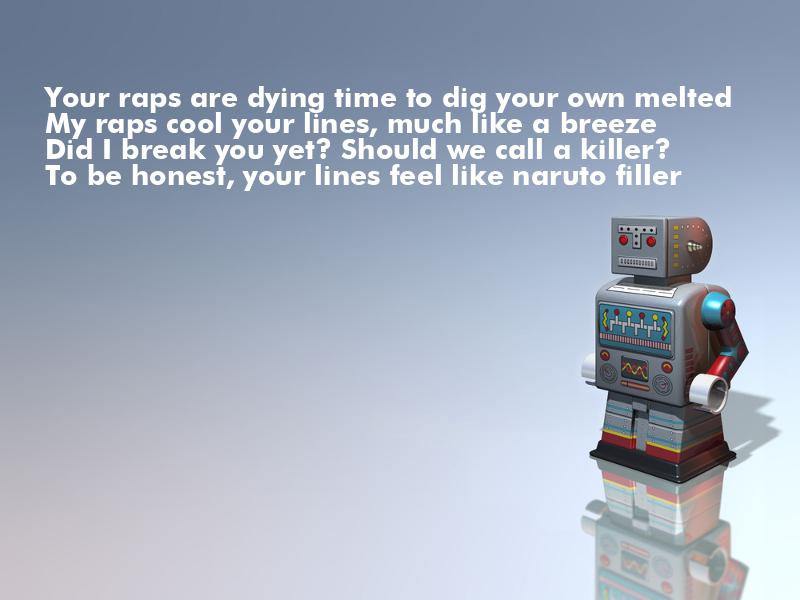 Your raps are dying time to dig your own melted
My raps cool your lines, much like a breeze
Did I break you yet? Should we call a killer?
To be honest, your lines feel like naruto filler